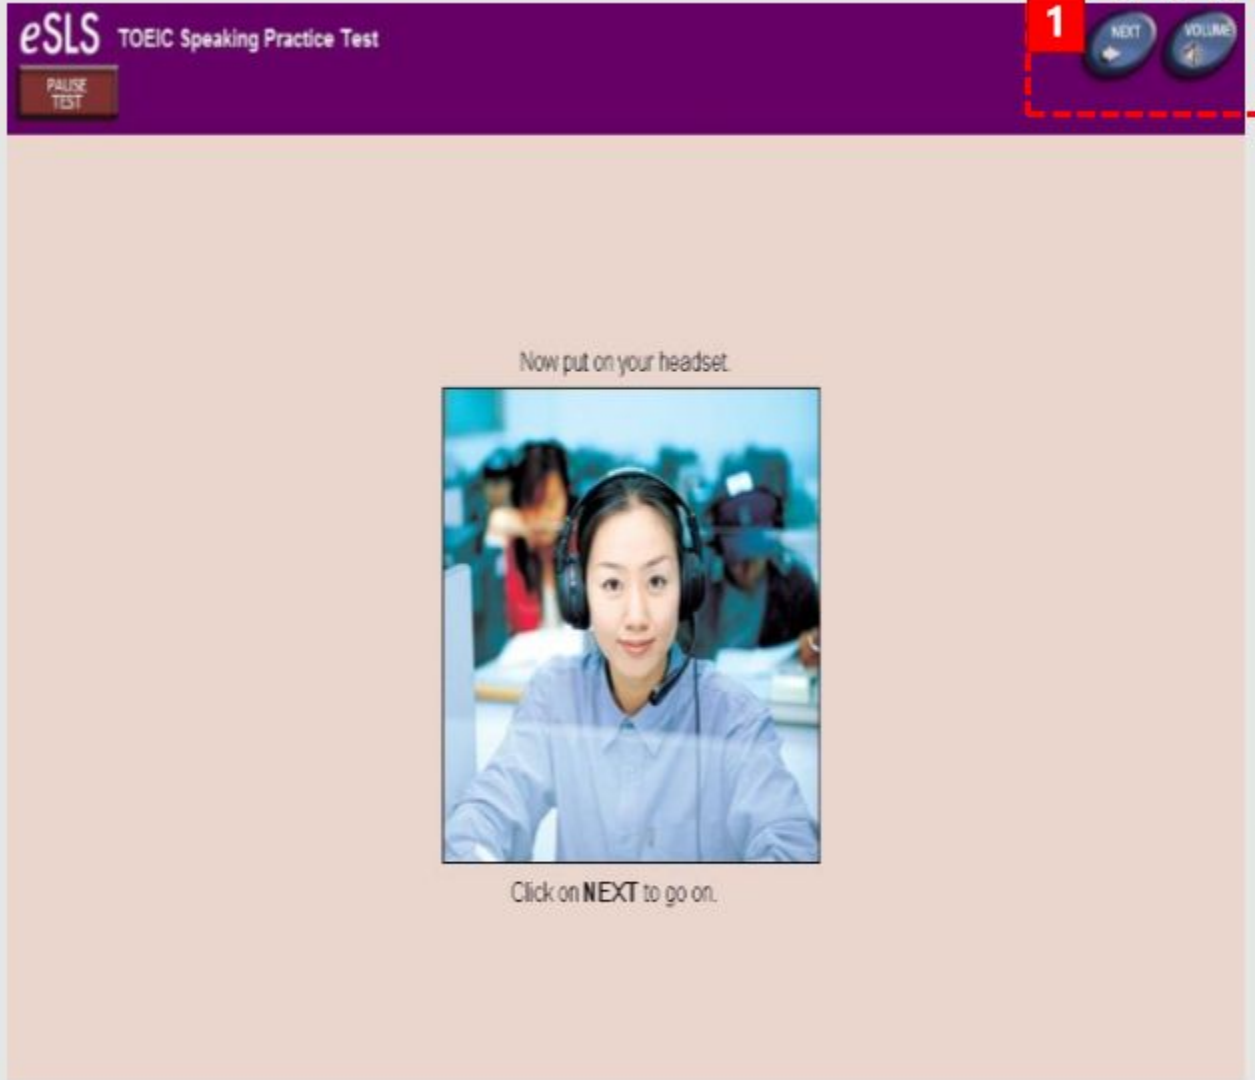 eSLS TOEIC Speaking Practice Test
PAUSE
TEST
1
NEXT
VOLUME
Now put on your headset.
Click on NEXT to go on.